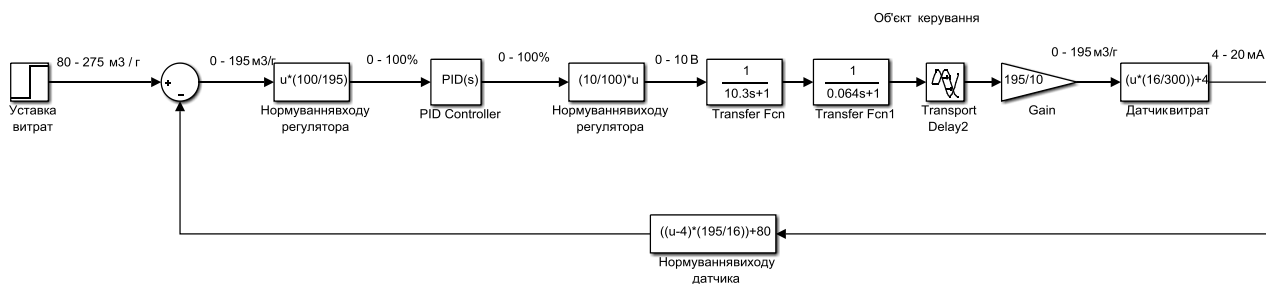 Об'єкт керування
80 - 275 м3 / г
0 - 195 м3/г
0 - 100%
0 - 100%
0 - 10 В
0 - 195 м3/г
4 - 20 мА
+
−
u*(100/195)
PID(s)
(10/100)*u
1
10.3s+1
1
0.064s+1
195/10
(u*(16/300))+4
Уставка
витрат
Нормуваннявходу
регулятора
PID Controller
Нормуваннявиходу
регулятора
Transfer Fcn
Transfer Fcn1
Transport
Delay2
Gain
Датчик витрат
((u-4)*(195/16))+80
Нормуваннявиходу
датчика